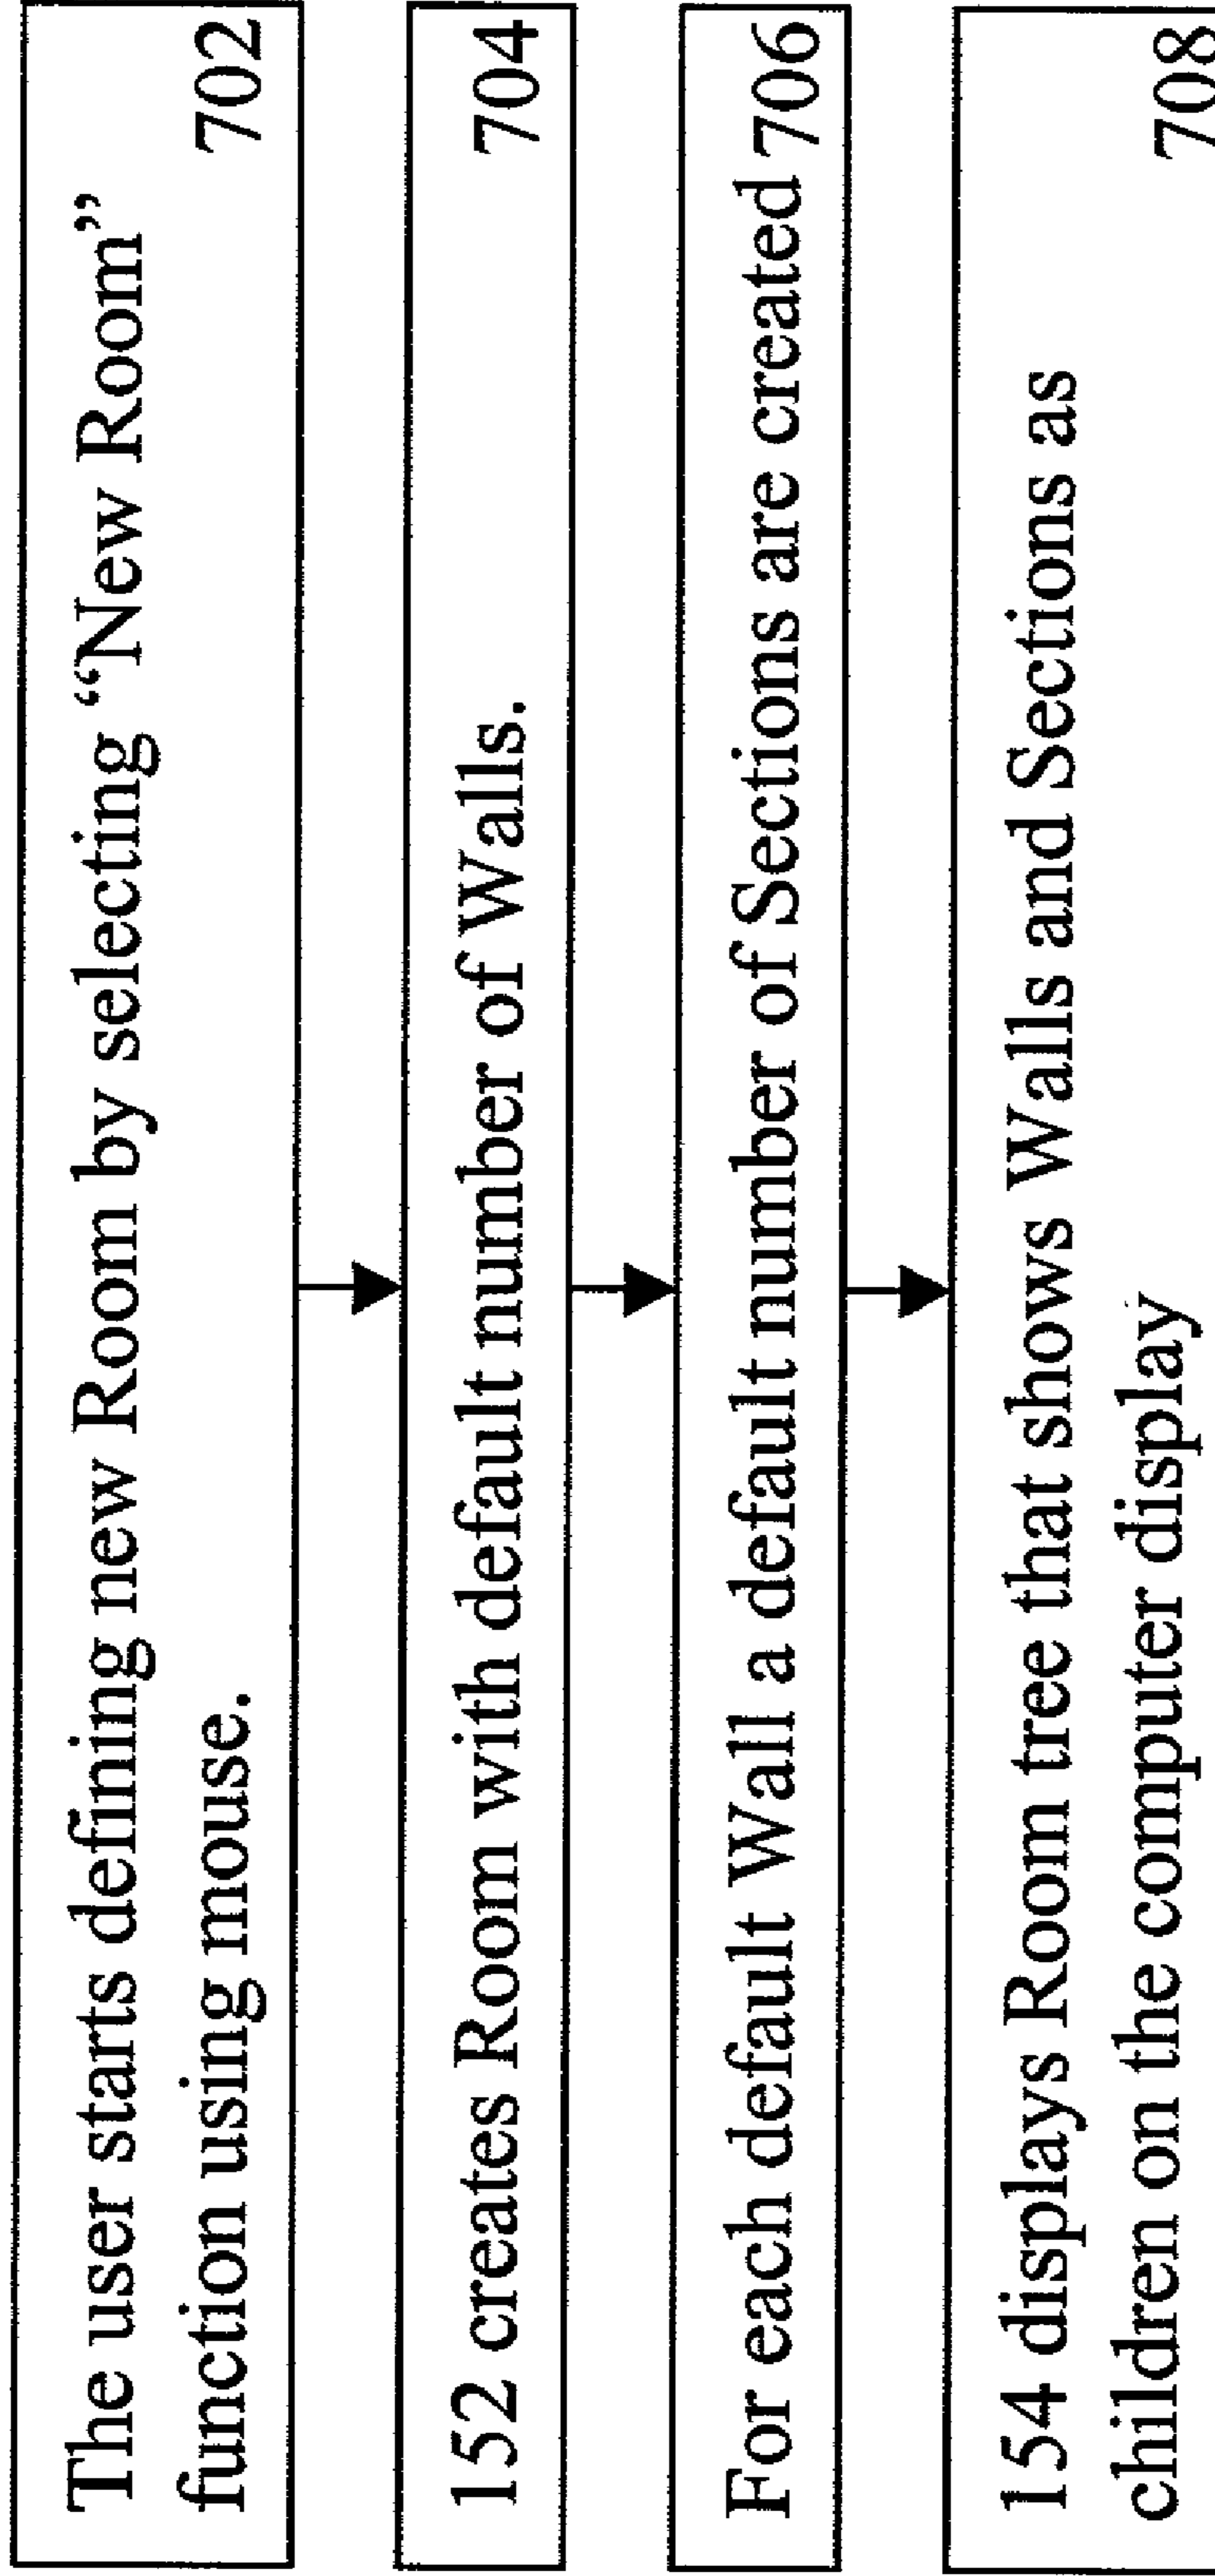 The user starts defining new Room by selecting “New Room”
function using mouse. 702
152 creates Room with default number of Walls. 704
For each default Wall a default number of Sections are created 706
154 displays Room tree that shows Walls and Sections as
children on the computer display 708